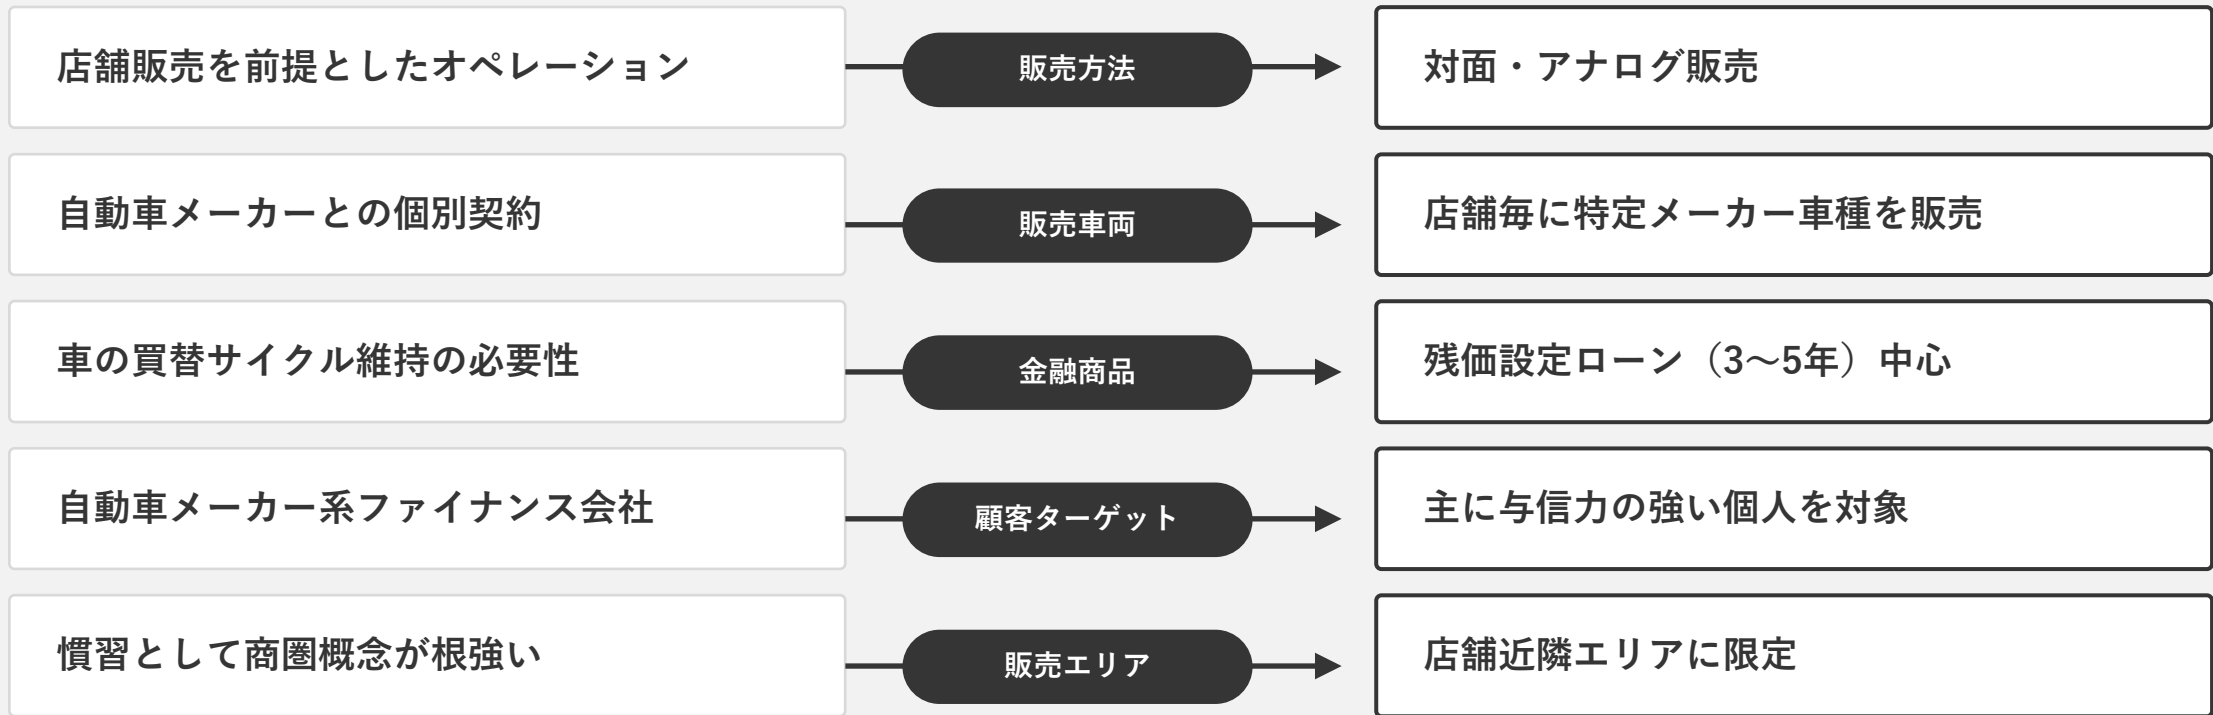 店舗販売を前提としたオペレーション
販売方法
対面・アナログ販売
自動車メーカーとの個別契約
販売車両
店舗毎に特定メーカー車種を販売
車の買替サイクル維持の必要性
金融商品
残価設定ローン（3〜5年）中心
自動車メーカー系ファイナンス会社
顧客ターゲット
主に与信力の強い個人を対象
慣習として商圏概念が根強い
販売エリア
店舗近隣エリアに限定